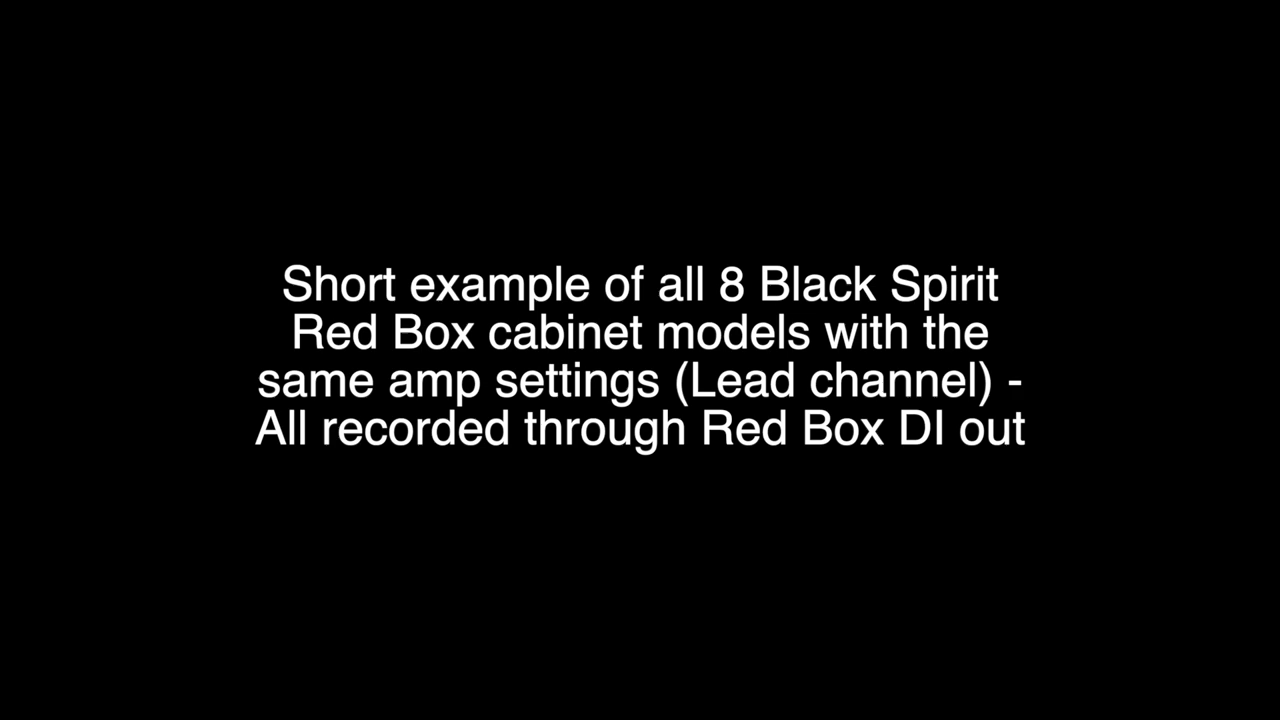 Short example of all 8 Black Spirit
Red Box cabinet models with the
same amp settings (Lead channel) -
All recorded through Red Box DI out